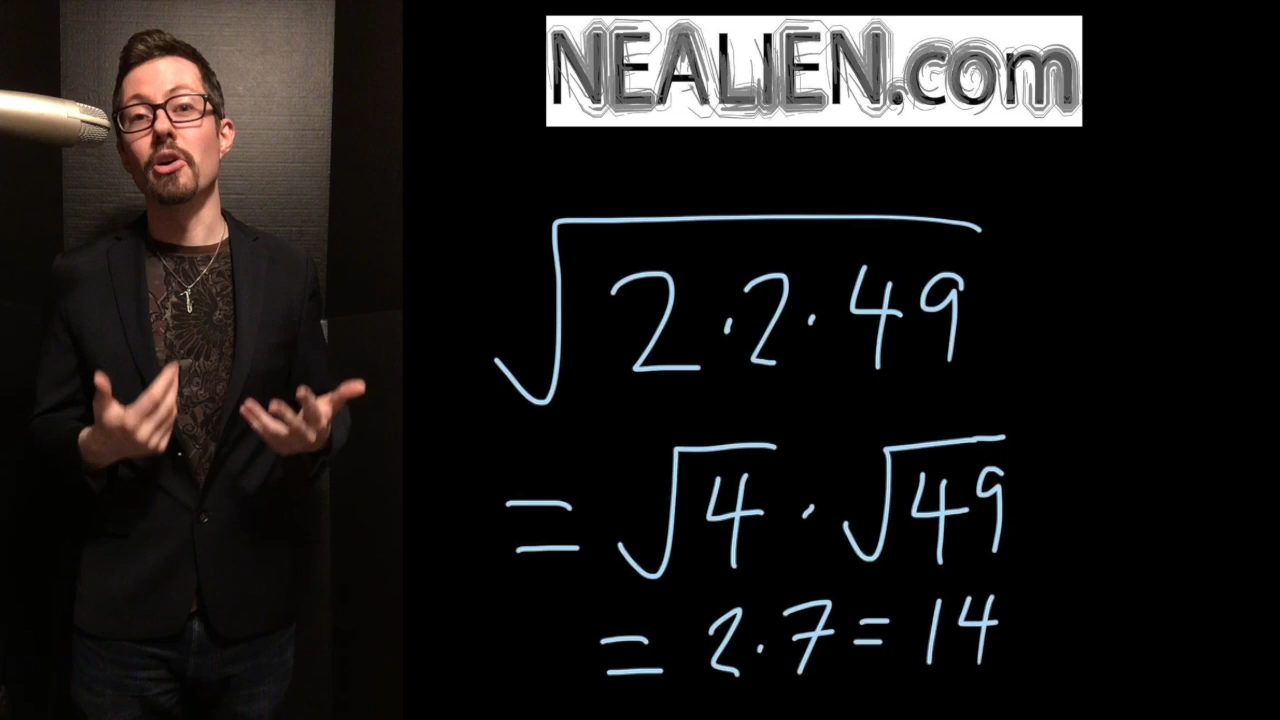 NEALIEN.com
√2·2·49
= √4 · √49
= 2·7 = 14